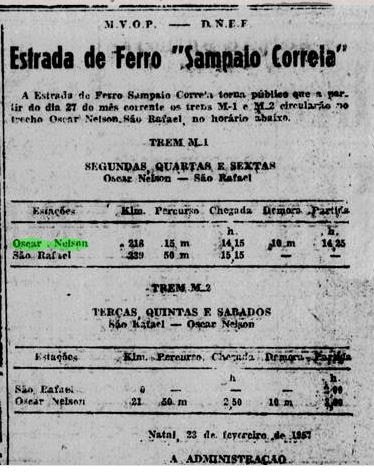 M.V.O.P. — D.N.E.F.
Estrada de Ferro "Sampaio Correia"
A Estrada de Ferro Sampaio Correia torna público que a par-
tir do dia 27 do mês corrente os trens M-1 e M.2 circularão no
trecho Oscar Nelson.São Rafael, no horário abaixo.
TREM M.1
SEGUNDAS, QUARTAS E SEXTAS
Oscar Nelson — São Rafael
Estações Klm. Percurso Chegada Demora Partida
h. h.
Oscar Nelson 218 15 m 14,15 10 m 14,25
São Rafael 239 50 m 15,15 — —
TREM M.2
TERÇAS, QUINTAS E SABADOS
São Rafael — Oscar Nelson
Estações Klm. Percurso Chegada Demora Partida
h h.
São Rafael 0 — — —
Oscar Nelson 21 50 m 2,50 10 m
Natal, 23 de fevereiro de 1957
A ADMINISTRAÇÃO